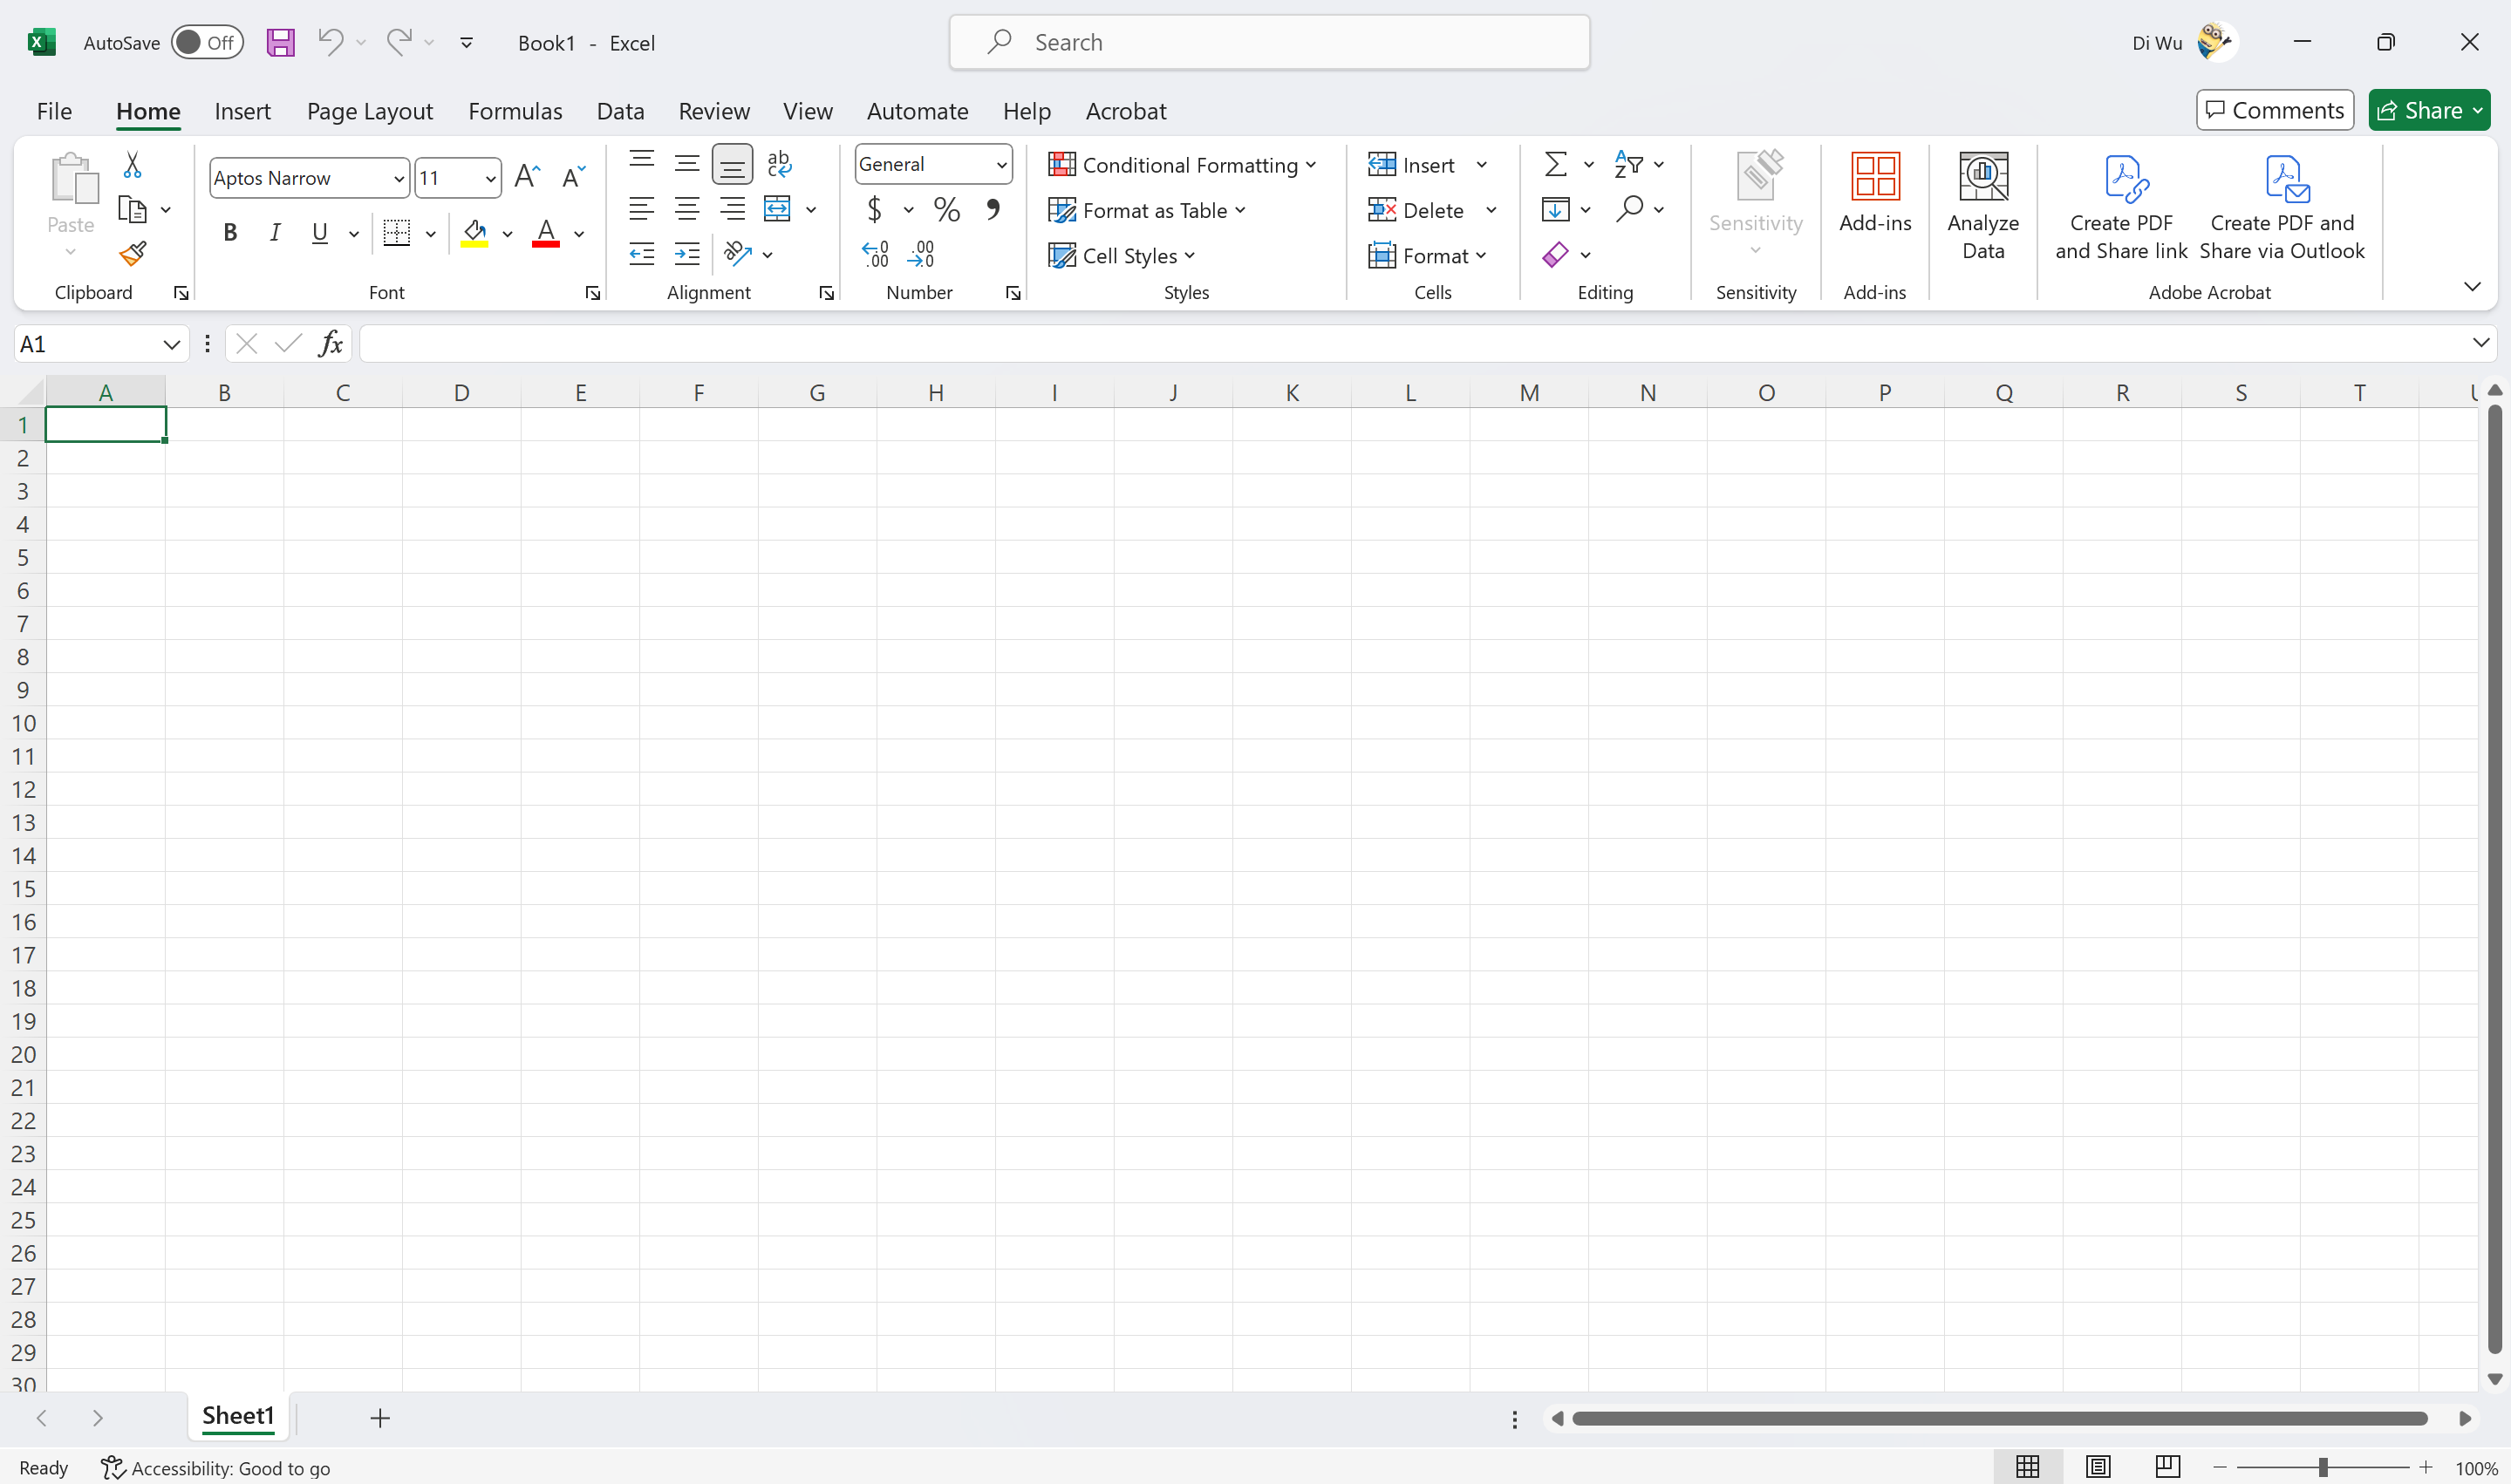 AutoSave Off Book1 - Excel Search Di Wu
File Home Insert Page Layout Formulas Data Review View Automate Help Acrobat Comments Share
Paste
Clipboard
Aptos Narrow 11
B I U A
Font
ab
c
Alignment
General
$ % ,
Number
Conditional Formatting
Format as Table
Cell Styles
Styles
Insert
Delete
Format
Cells
Editing
Sensitivity
Sensitivity
Add-ins
Add-ins
Analyze
Data
Create PDF
and Share link
Create PDF and
Share via Outlook
Adobe Acrobat
A1 fx
A B C D E F G H I J K L M N O P Q R S T U
1
2
3
4
5
6
7
8
9
10
11
12
13
14
15
16
17
18
19
20
21
22
23
24
25
26
27
28
29
30
Sheet1
Ready Accessibility: Good to go 100%